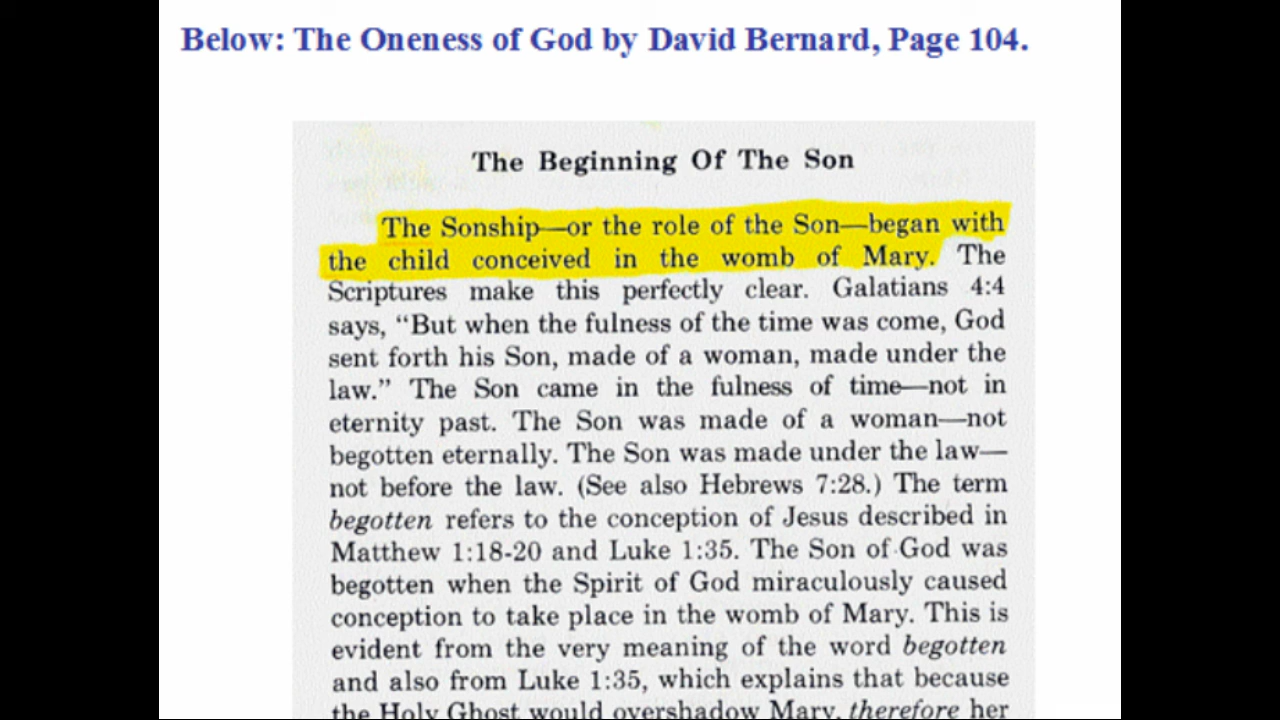 Below: The Oneness of God by David Bernard, Page 104.
The Beginning Of The Son
The Sonship—or the role of the Son—began with
the child conceived in the womb of Mary. The
Scriptures make this perfectly clear. Galatians 4:4
says, “But when the fulness of the time was come, God
sent forth his Son, made of a woman, made under the
law.” The Son came in the fulness of time—not in
eternity past. The Son was made of a woman—not
begotten eternally. The Son was made under the law—
not before the law. (See also Hebrews 7:28.) The term
begotten refers to the conception of Jesus described in
Matthew 1:18-20 and Luke 1:35. The Son of God was
begotten when the Spirit of God miraculously caused
conception to take place in the womb of Mary. This is
evident from the very meaning of the word begotten
and also from Luke 1:35, which explains that because
the Holy Ghost would overshadow Mary, therefore her